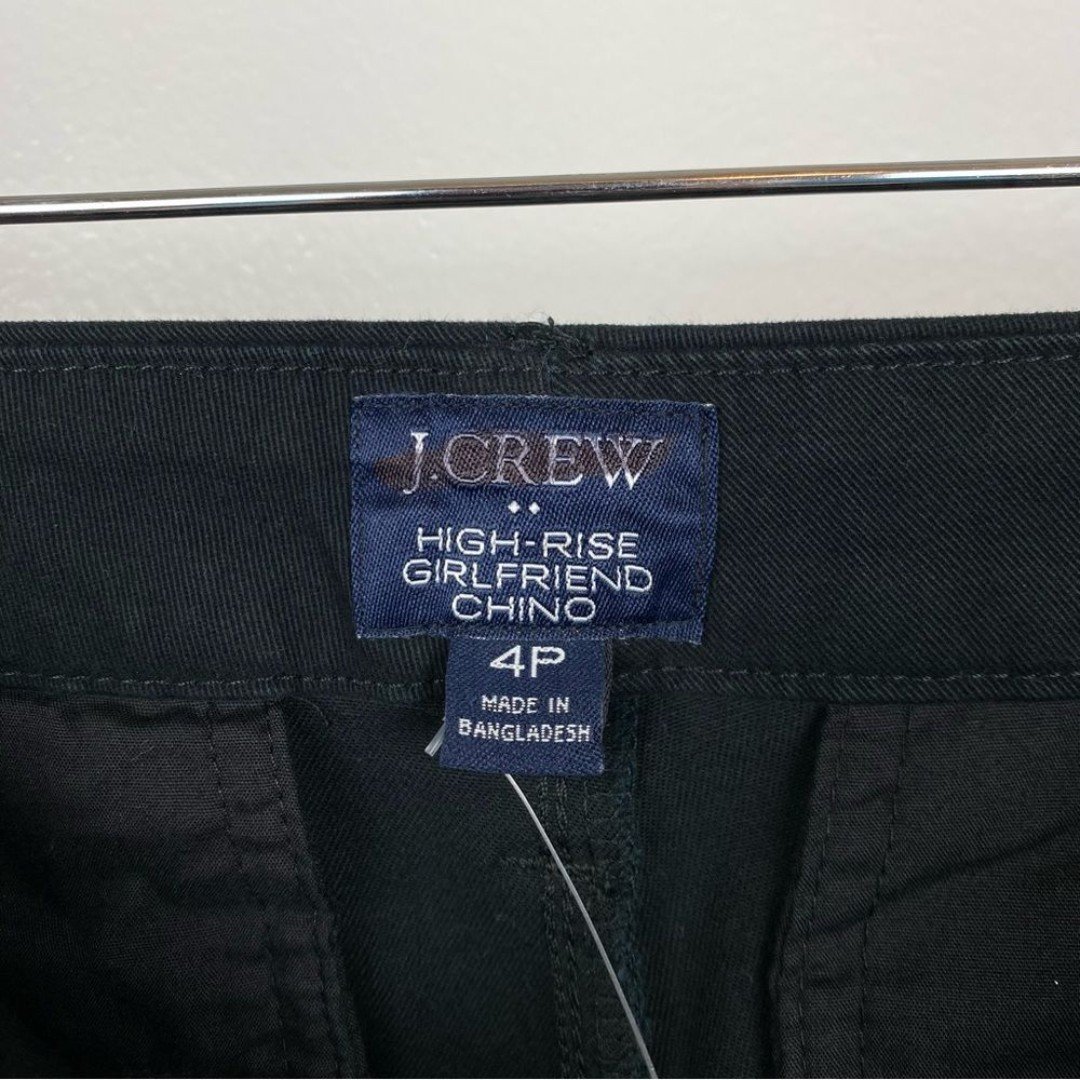 J.CREW
HIGH-RISE
GIRLFRIEND
CHINO
4P
MADE IN
BANGLADESH